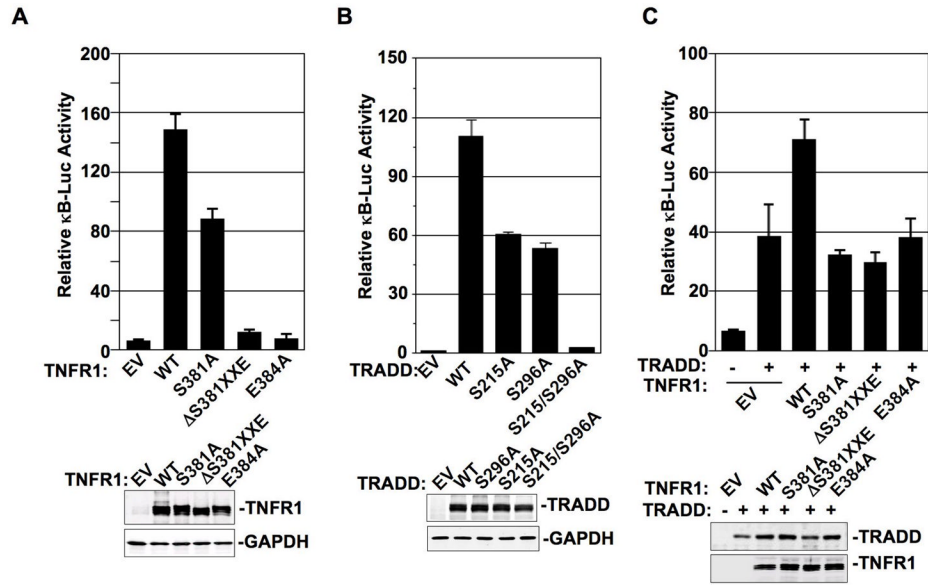 A
Relative κB-Luc Activity
200
160
120
80
40
0
TNFR1:
EV
WT
S381A
ΔS381XXE
E384A
TNFR1:
EV
WT
S381A
ΔS381XXE
E384A
-TNFR1
-GAPDH
B
Relative κB-Luc Activity
150
120
90
60
30
0
TRADD:
EV
WT
S215A
S296A
S215/S296A
TRADD:
EV
WT
S296A
S215A
S215/S296A
-TRADD
-GAPDH
C
Relative κB-Luc Activity
100
80
60
40
20
0
TRADD: - + + + + +
TNFR1:
EV
WT
S381A
ΔS381XXE
E384A
TNFR1:
EV
WT
S381A
ΔS381XXE
E384A
TRADD: - + + + + +
-TRADD
-TNFR1